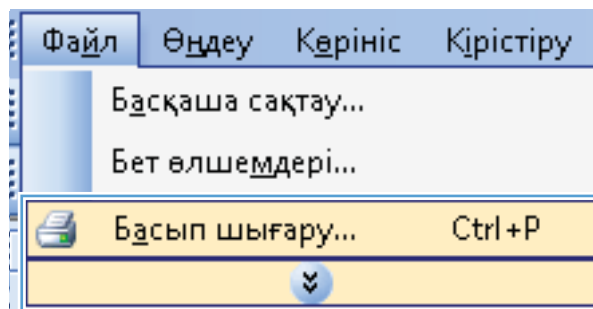 Файл Өңдеу Көрініс Кірістіру
Басқаша сақтау...
Бет өлшемдері...
Басып шығару... Ctrl+P